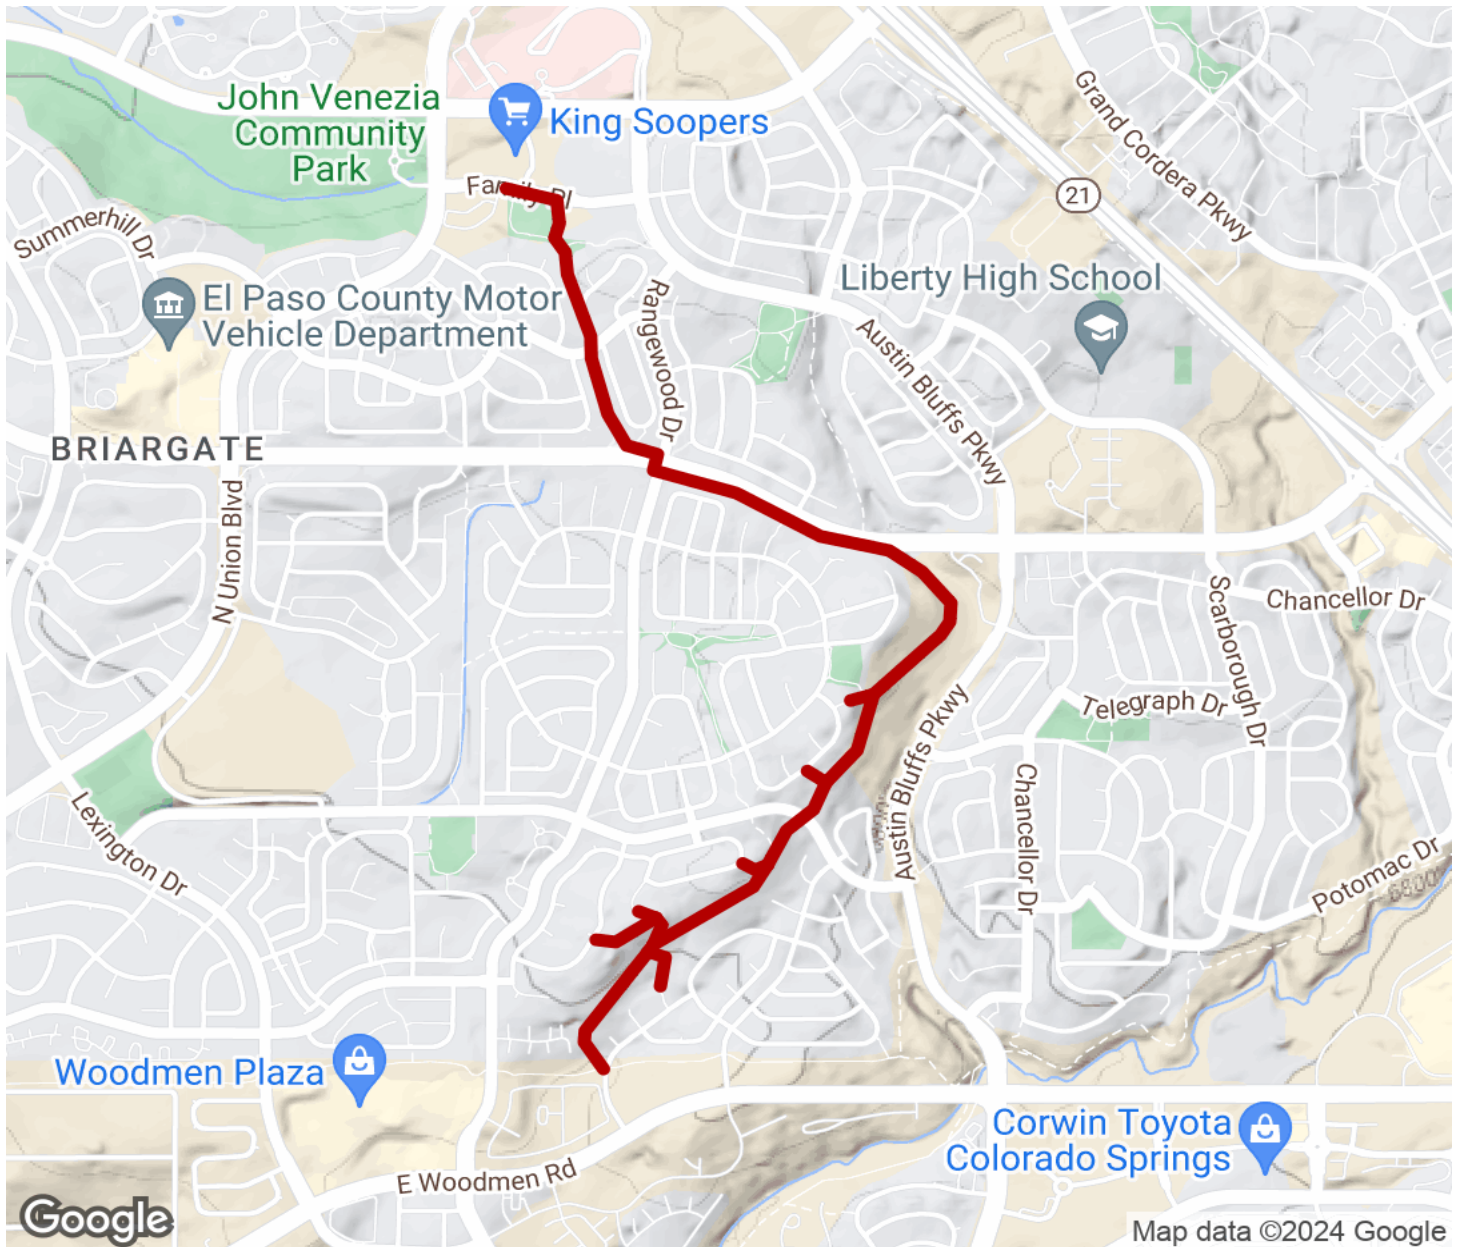 John Venezia
Community
Park
King Soopers
Grand Cordera Pkwy
Family Pl
21
Summerhill Dr
Liberty High School
El Paso County Motor
Vehicle Department
Rangewood Dr
Austin Bluffs Pkwy
BRIARGATE
N Union Blvd
Chancellor Dr
Scarborough Dr
Telegraph Dr
Austin Bluffs Pkwy
Chancellor Dr
Lexington Dr
Potomac Dr
6800'
Woodmen Plaza
Corwin Toyota
Colorado Springs
E Woodmen Rd
Google
Map data ©2024 Google